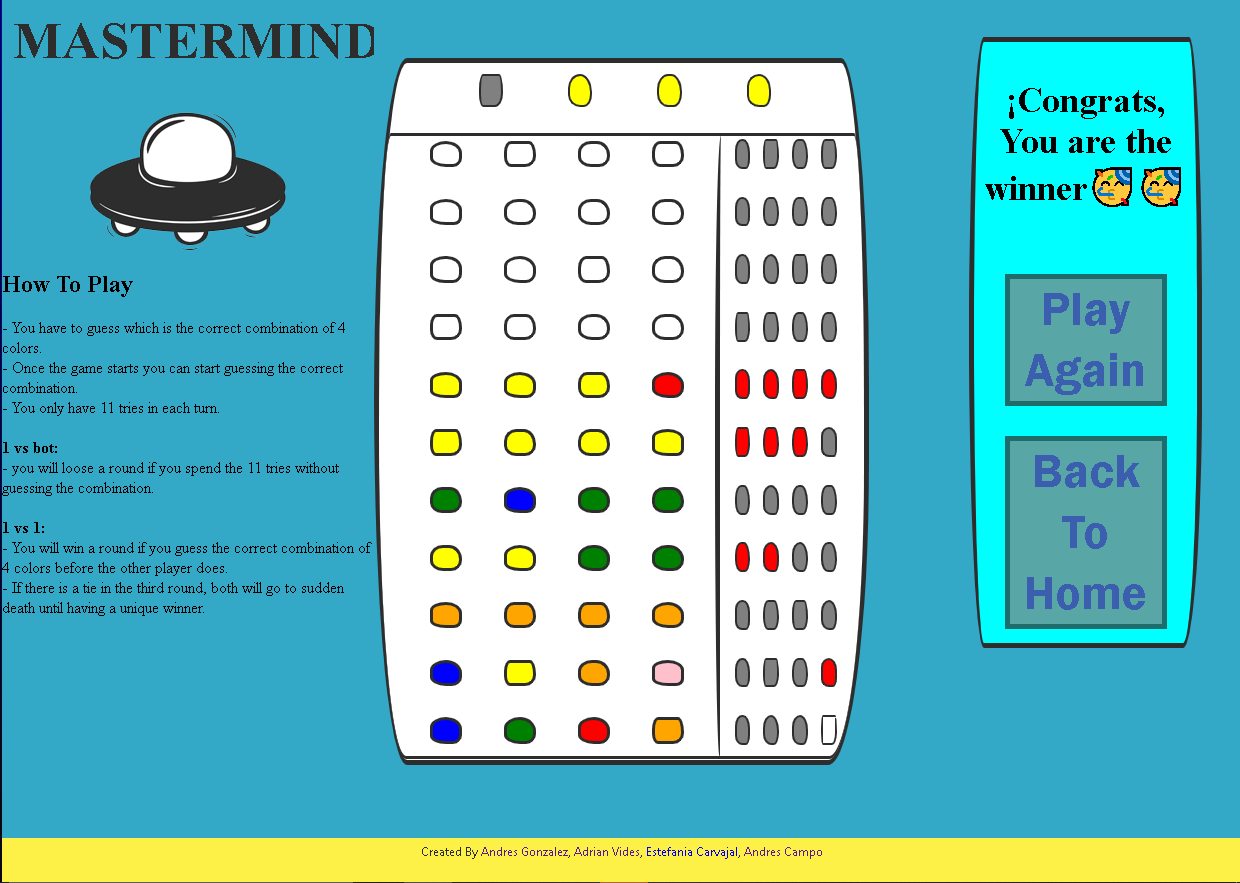 MASTERMIND
How To Play
- You have to guess which is the correct combination of 4
colors.
- Once the game starts you can start guessing the correct
combination.
- You only have 11 tries in each turn.
1 vs bot:
- you will loose a round if you spend the 11 tries without
guessing the combination.
1 vs 1:
- You will win a round if you guess the correct combination of
4 colors before the other player does.
- If there is a tie in the third round, both will go to sudden
death until having a unique winner.
¡Congrats,
You are the
winner🥳🥳
Play
Again
Back
To
Home
Created By Andres Gonzalez, Adrian Vides, Estefania Carvajal, Andres Campo